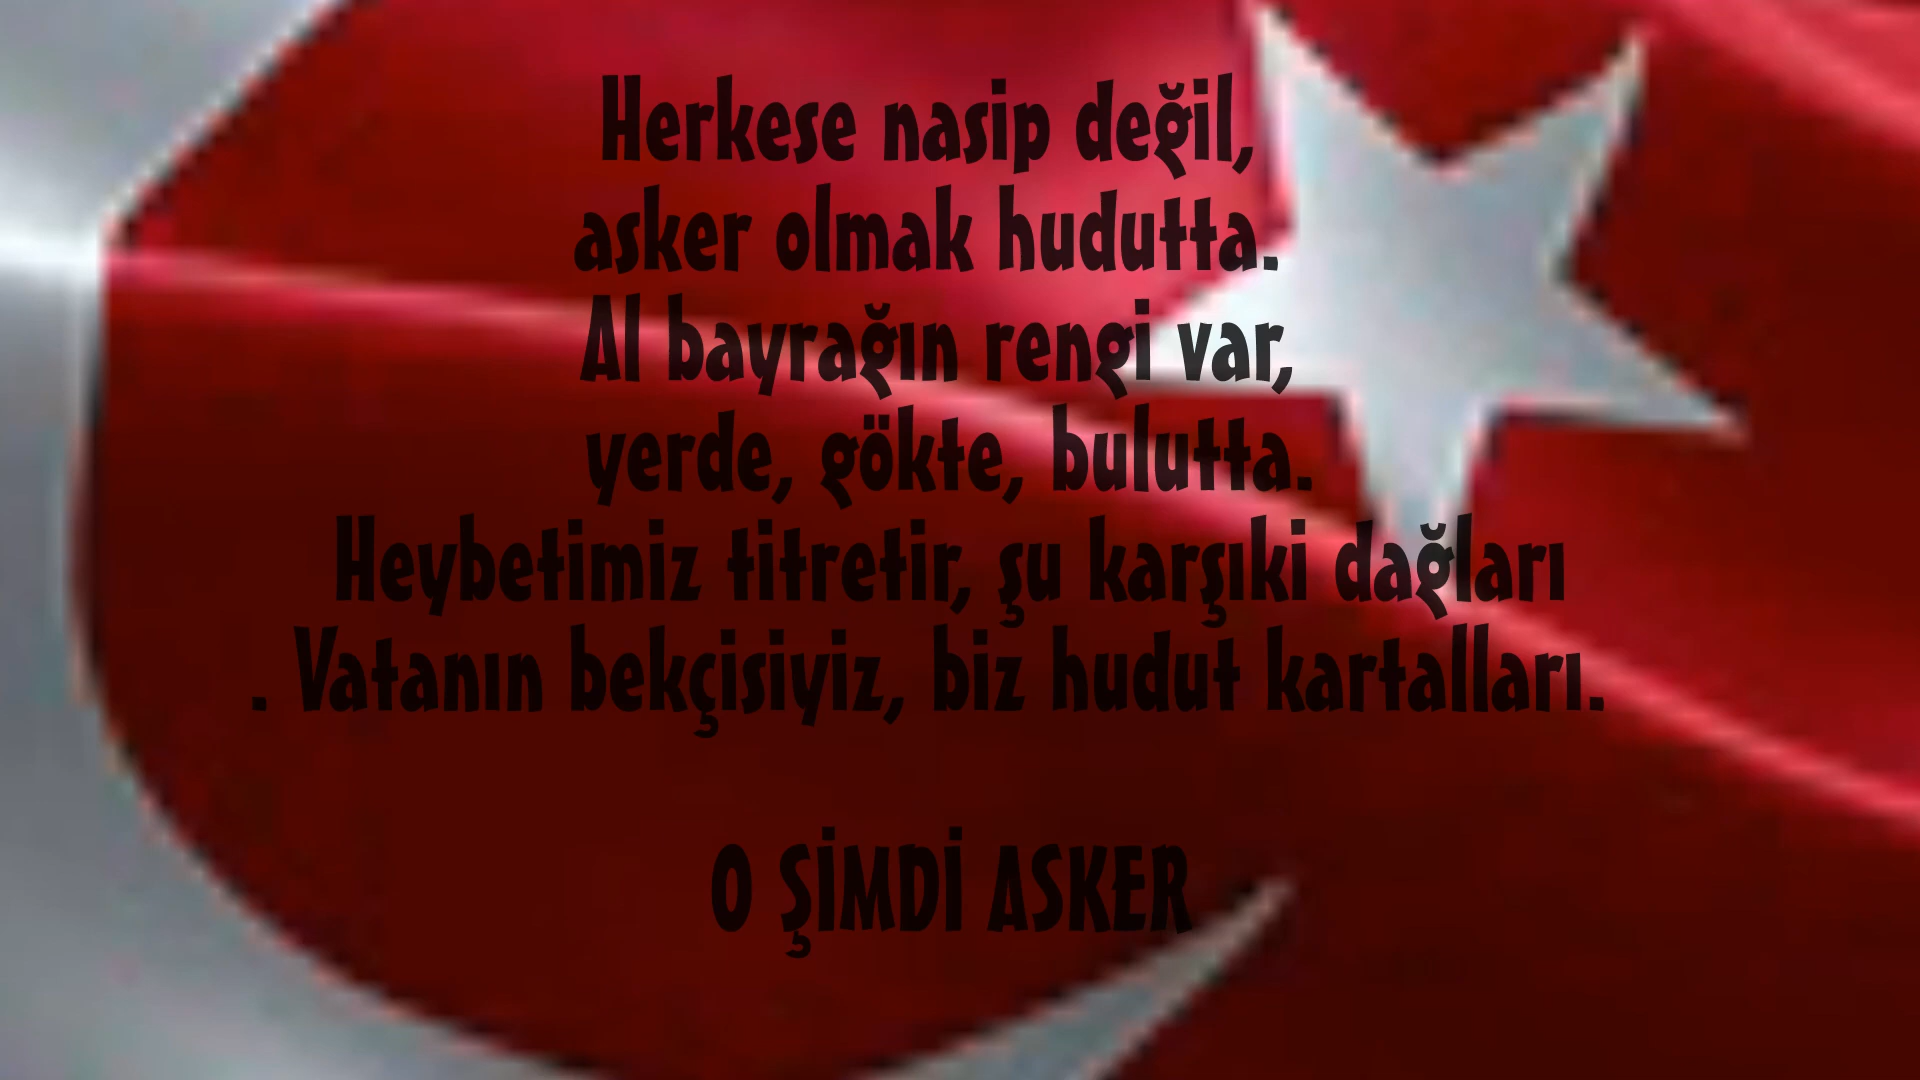 Herkese nasip değil,
asker olmak hudutta.
Al bayrağın rengi var,
yerde, gökte, bulutta.
Heybetimiz titretir, şu karşıki dağları
. Vatanın bekçisiyiz, biz hudut kartalları.
O ŞİMDİ ASKER